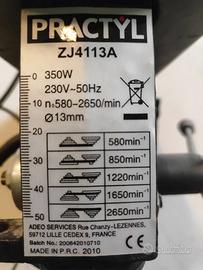 PRACTYL
ZJ4113A
0
350W
230V~50Hz
10
n₀580-2650/min
Ø13mm
20
580min⁻¹
30
850min⁻¹
1220min⁻¹
40
1650min⁻¹
50
2650min⁻¹
ADEO SERVICES Rue Chanzy-LEZENNES,
59712 LILLE CEDEX 9, FRANCE
Batch No.: 200842010710
MADE IN P.R.C. 2010